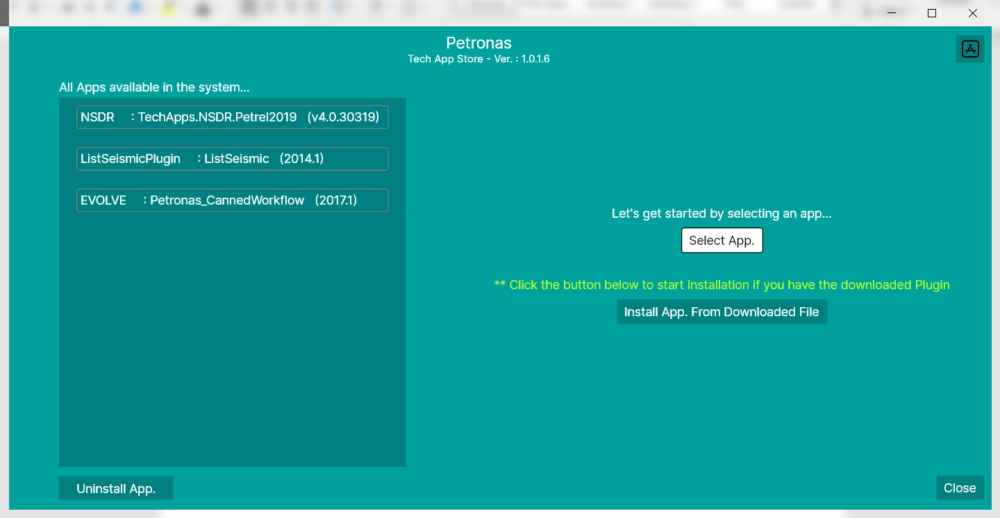 Petronas
Tech App Store - Ver. : 1.0.1.6
All Apps available in the system...
NSDR : TechApps.NSDR.Petrel2019 (v4.0.30319)
ListSeismicPlugin : ListSeismic (2014.1)
EVOLVE : Petronas_CannedWorkflow (2017.1)
Let's get started by selecting an app...
Select App.
** Click the button below to start installation if you have the downloaded Plugin
Install App. From Downloaded File
Uninstall App.
Close